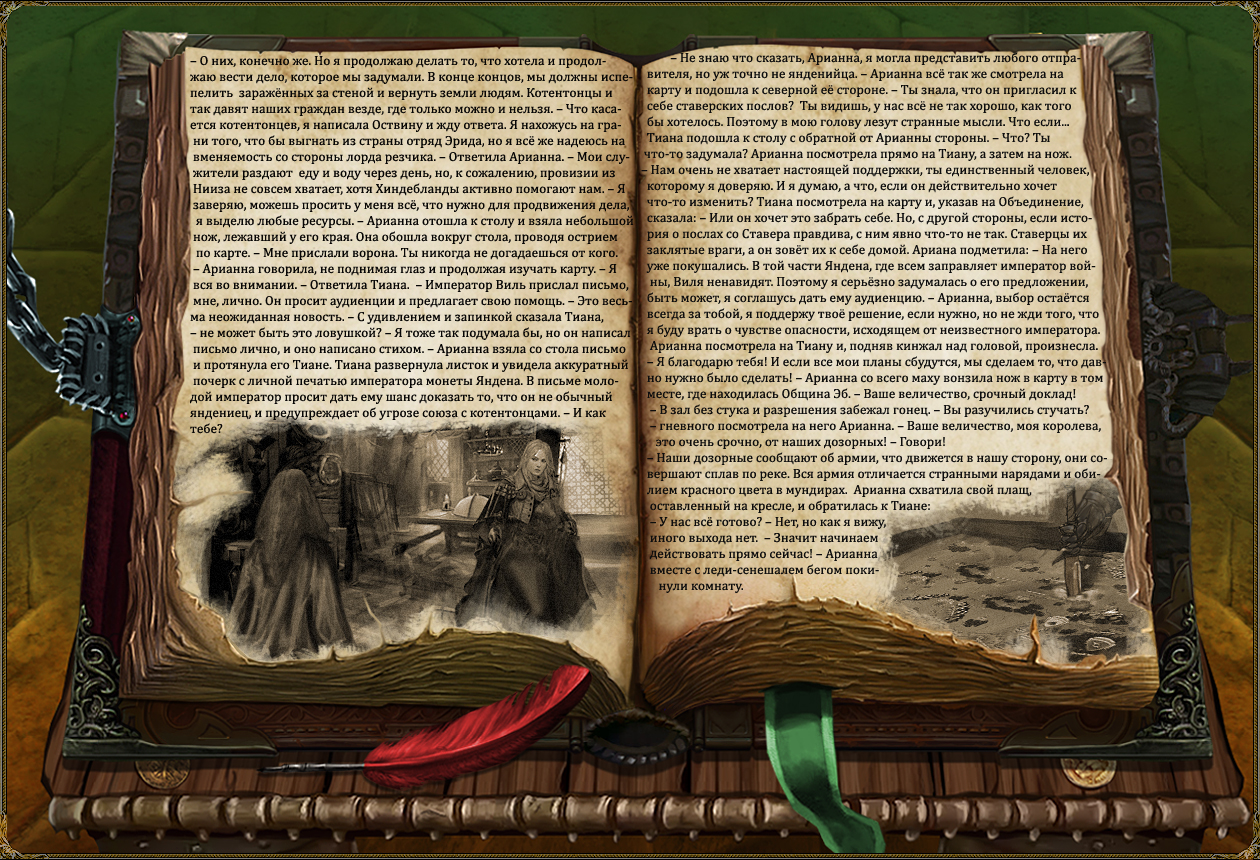 – О них, конечно же. Но я продолжаю делать то, что хотела и продол-
жаю вести дело, которое мы задумали. В конце концов, мы должны испе-
пелить заражённых за стеной и вернуть земли людям. Котентонцы и
так давят наших граждан везде, где только можно и нельзя. – Что каса-
ется котентонцев, я написала Оствину и жду ответа. Я нахожусь на гра-
ни того, что бы выгнать из страны отряд Эрида, но я всё же надеюсь на
вменяемость со стороны лорда резчика. – Ответила Арианна. – Мои слу-
жители раздают еду и воду через день, но, к сожалению, провизии из
Нииза не совсем хватает, хотя Хиндебланды активно помогают нам. – Я
заверяю, можешь просить у меня всё, что нужно для продвижения дела,
я выделю любые ресурсы. – Арианна отошла к столу и взяла небольшой
нож, лежавший у его края. Она обошла вокруг стола, проводя острием
по карте. – Мне прислали ворона. Ты никогда не догадаешься от кого.
– Арианна говорила, не поднимая глаз и продолжая изучать карту. – Я
вся во внимании. – Ответила Тиана. – Император Виль прислал письмо,
мне, лично. Он просит аудиенции и предлагает свою помощь. – Это весь-
ма неожиданная новость. – С удивлением и запинкой сказала Тиана,
– не может быть это ловушкой? – Я тоже так подумала бы, но он написал
письмо лично, и оно написано стихом. – Арианна взяла со стола письмо
и протянула его Тиане. Тиана развернула листок и увидела аккуратный
почерк с личной печатью императора монеты Яндена. В письме моло-
дой император просит дать ему шанс доказать то, что он не обычный
яндениец, и предупреждает об угрозе союза с котентонцами. – И как
тебе?
– Не знаю что сказать, Арианна, я могла представить любого отпра-
вителя, но уж точно не янденийца. – Арианна всё так же смотрела на
карту и подошла к северной её стороне. – Ты знала, что он пригласил к
себе ставерских послов? Ты видишь, у нас всё не так хорошо, как того
бы хотелось. Поэтому в мою голову лезут странные мысли. Что если...
Тиана подошла к столу с обратной от Арианны стороны. – Что? Ты
что-то задумала? Арианна посмотрела прямо на Тиану, а затем на нож.
– Нам очень не хватает настоящей поддержки, ты единственный человек,
которому я доверяю. И я думаю, а что, если он действительно хочет
что-то изменить? Тиана посмотрела на карту и, указав на Объединение,
сказала: – Или он хочет это забрать себе. Но, с другой стороны, если исто-
рия о послах со Ставера правдива, с ним явно что-то не так. Ставерцы их
заклятые враги, а он зовёт их к себе домой. Ариана подметила: – На него
уже покушались. В той части Яндена, где всем заправляет император вой-
ны, Виля ненавидят. Поэтому я серьёзно задумалась о его предложении,
быть может, я соглашусь дать ему аудиенцию. – Арианна, выбор остаётся
всегда за тобой, я поддержу твоё решение, если нужно, но не жди того, что
я буду врать о чувстве опасности, исходящем от неизвестного императора.
Арианна посмотрела на Тиану и, подняв кинжал над головой, произнесла.
– Я благодарю тебя! И если все мои планы сбудутся, мы сделаем то, что дав-
но нужно было сделать! – Арианна со всего маху вонзила нож в карту в том
месте, где находилась Община Эб. – Ваше величество, срочный доклад!
– В зал без стука и разрешения забежал гонец. – Вы разучились стучать?
– гневного посмотрела на него Арианна. – Ваше величество, моя королева,
это очень срочно, от наших дозорных! – Говори!
– Наши дозорные сообщают об армии, что движется в нашу сторону, они со-
вершают сплав по реке. Вся армия отличается странными нарядами и оби-
лием красного цвета в мундирах. Арианна схватила свой плащ,
оставленный на кресле, и обратилась к Тиане:
– У нас всё готово? – Нет, но как я вижу,
иного выхода нет. – Значит начинаем
действовать прямо сейчас! – Арианна
вместе с леди-сенешалем бегом поки-
нули комнату.